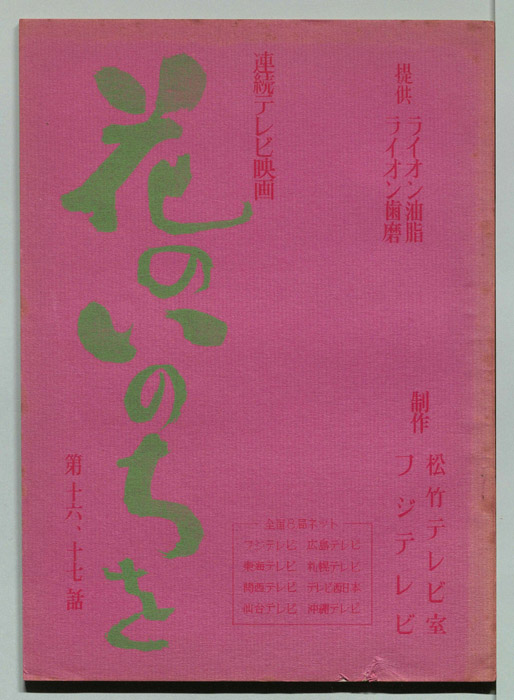 提供
ライオン油脂
ライオン歯磨
制作
松竹テレビ室
フジテレビ
連続テレビ映画
花のいのちを
第十六、十七話
全国8局ネット
フジテレビ 広島テレビ
東海テレビ 札幌テレビ
関西テレビ テレビ西日本
仙台テレビ 沖縄テレビ